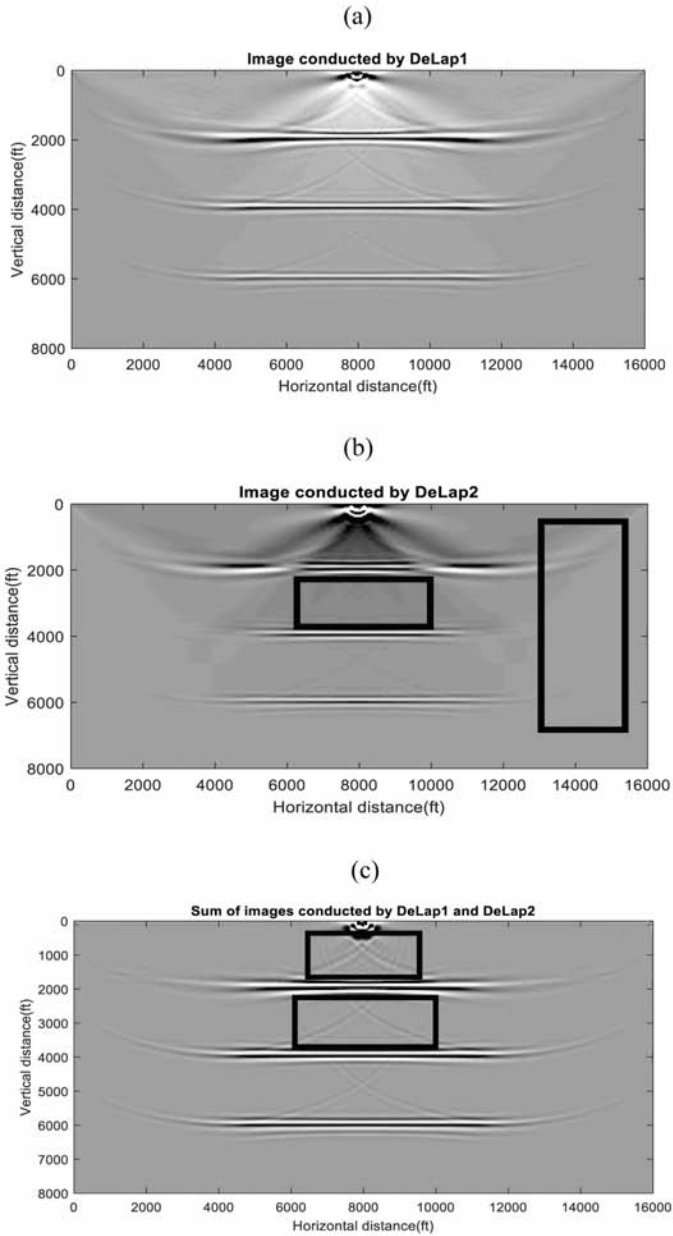 (a)
Image conducted by DeLap1
0
2000
4000
6000
8000
Vertical distance(ft)
0 2000 4000 6000 8000 10000 12000 14000 16000
Horizontal distance(ft)
(b)
Image conducted by DeLap2
0
2000
4000
6000
8000
Vertical distance(ft)
0 2000 4000 6000 8000 10000 12000 14000 16000
Horizontal distance(ft)
(c)
Sum of images conducted by DeLap1 and DeLap2
0
1000
2000
3000
4000
5000
6000
7000
8000
Vertical distance(ft)
0 2000 4000 6000 8000 10000 12000 14000 16000
Horizontal distance(ft)